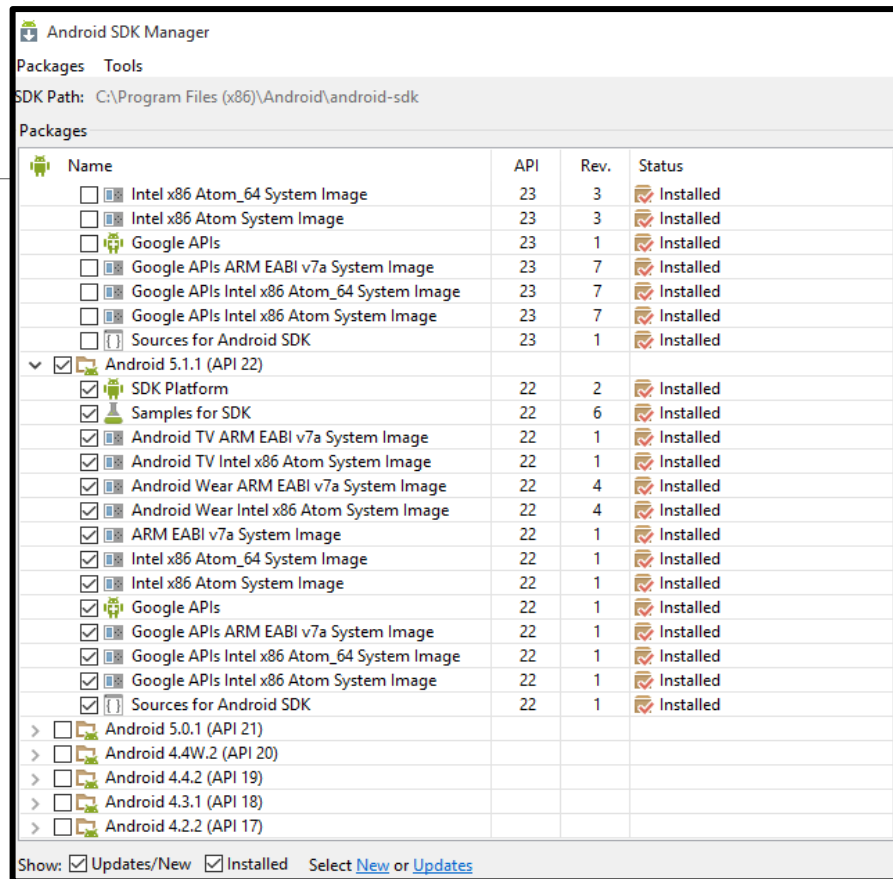 Android SDK Manager
Packages Tools
SDK Path: C:\Program Files (x86)\Android\android-sdk
Packages
Name API Rev. Status
Intel x86 Atom_64 System Image 23 3 Installed
Intel x86 Atom System Image 23 3 Installed
Google APIs 23 1 Installed
Google APIs ARM EABI v7a System Image 23 7 Installed
Google APIs Intel x86 Atom_64 System Image 23 7 Installed
Google APIs Intel x86 Atom System Image 23 7 Installed
Sources for Android SDK 23 1 Installed
Android 5.1.1 (API 22)
SDK Platform 22 2 Installed
Samples for SDK 22 6 Installed
Android TV ARM EABI v7a System Image 22 1 Installed
Android TV Intel x86 Atom System Image 22 1 Installed
Android Wear ARM EABI v7a System Image 22 4 Installed
Android Wear Intel x86 Atom System Image 22 4 Installed
ARM EABI v7a System Image 22 1 Installed
Intel x86 Atom_64 System Image 22 1 Installed
Intel x86 Atom System Image 22 1 Installed
Google APIs 22 1 Installed
Google APIs ARM EABI v7a System Image 22 1 Installed
Google APIs Intel x86 Atom_64 System Image 22 1 Installed
Google APIs Intel x86 Atom System Image 22 1 Installed
Sources for Android SDK 22 1 Installed
Android 5.0.1 (API 21)
Android 4.4W.2 (API 20)
Android 4.4.2 (API 19)
Android 4.3.1 (API 18)
Android 4.2.2 (API 17)
Show: Updates/New Installed Select New or Updates